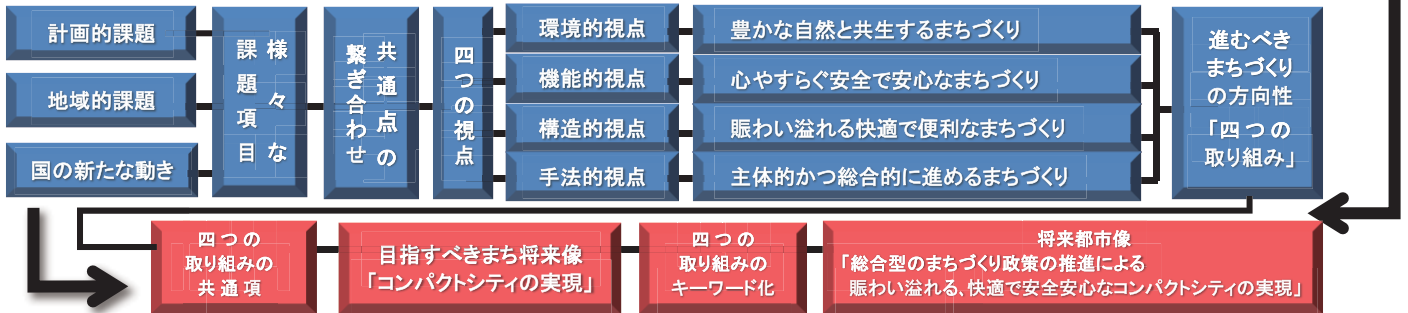 計画的課題
地域的課題
国の新たな動き
様々な
課題項目
共通点の
繋ぎ合わせ
四つの視点
環境的視点
豊かな自然と共生するまちづくり
機能的視点
心やすらぐ安全で安心なまちづくり
構造的視点
賑わい溢れる快適で便利なまちづくり
手法的視点
主体的かつ総合的に進めるまちづくり
進むべき
まちづくり
の方向性
「四つの
取り組み」
四つの
取り組みの
共通項
目指すべきまち将来像
「コンパクトシティの実現」
四つの
取り組みの
キーワード化
将来都市像
「総合型のまちづくり政策の推進による
賑わい溢れる、快適で安全安心なコンパクトシティの実現」